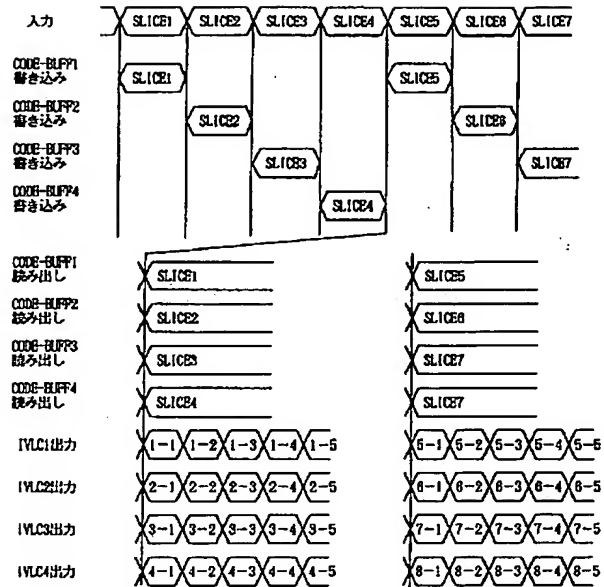 入力 SLICE1 SLICE2 SLICE3 SLICE4 SLICE5 SLICE6 SLICE7
CODE-BUFF1
書き込み SLICE1 SLICE5
CODE-BUFF2
書き込み SLICE2 SLICE6
CODE-BUFF3
書き込み SLICE3 SLICE7
CODE-BUFF4
書き込み SLICE4
CODE-BUFF1
読み出し SLICE1 SLICE5
CODE-BUFF2
読み出し SLICE2 SLICE6
CODE-BUFF3
読み出し SLICE3 SLICE7
CODE-BUFF4
読み出し SLICE4 SLICE7
IVLC1出力 1-1 1-2 1-3 1-4 1-5 5-1 5-2 5-3 5-4 5-5
IVLC2出力 2-1 2-2 2-3 2-4 2-5 6-1 6-2 6-3 6-4 6-5
IVLC3出力 3-1 3-2 3-3 3-4 3-5 7-1 7-2 7-3 7-4 7-5
IVLC4出力 4-1 4-2 4-3 4-4 4-5 8-1 8-2 8-3 8-4 8-5